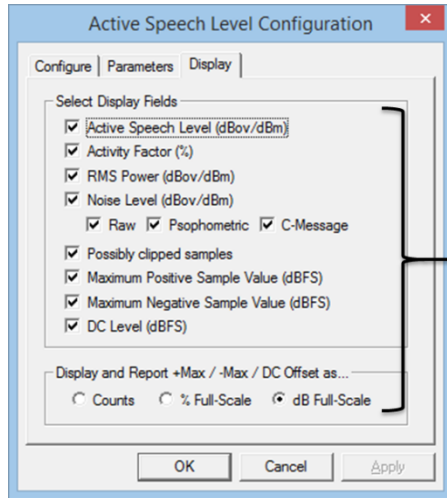 Active Speech Level Configuration
Configure Parameters Display
Select Display Fields
Active Speech Level (dBov/dBm)
Activity Factor (%)
RMS Power (dBov/dBm)
Noise Level (dBov/dBm)
Raw Psophometric C-Message
Possibly clipped samples
Maximum Positive Sample Value (dBFS)
Maximum Negative Sample Value (dBFS)
DC Level (dBFS)
Display and Report +Max / -Max / DC Offset as...
Counts % Full-Scale dB Full-Scale
OK Cancel Apply